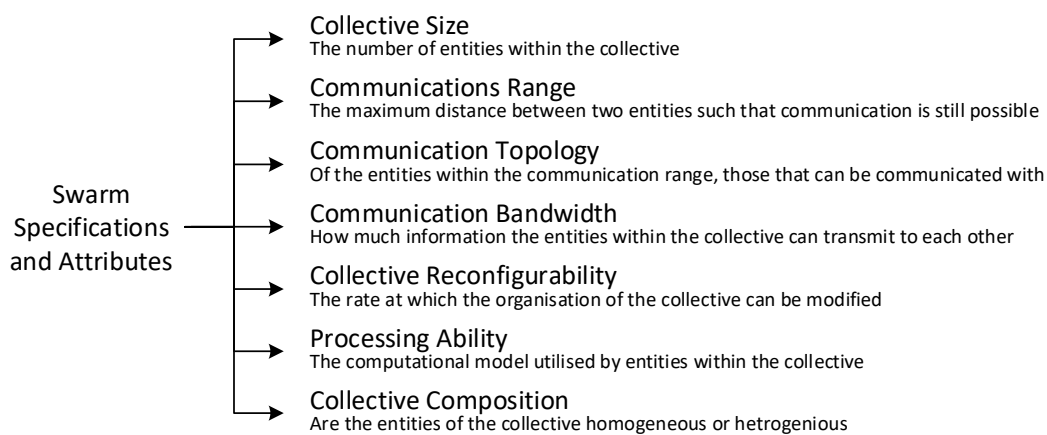 Collective Size
The number of entities within the collective
Communications Range
The maximum distance between two entities such that communication is still possible
Communication Topology
Of the entities within the communication range, those that can be communicated with
Swarm
Specifications
and Attributes
Communication Bandwidth
How much information the entities within the collective can transmit to each other
Collective Reconfigurability
The rate at which the organisation of the collective can be modified
Processing Ability
The computational model utilised by entities within the collective
Collective Composition
Are the entities of the collective homogeneous or hetrogenious